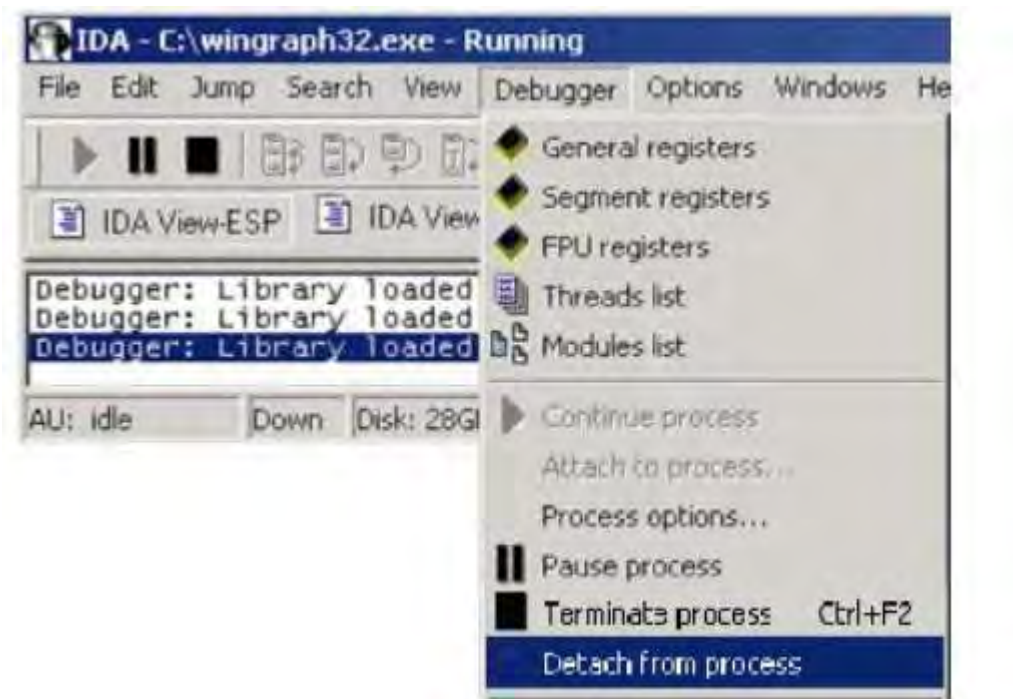 IDA - C:\wingraph32.exe - Running
File Edit Jump Search View Debugger Options Windows He
General registers
Segment registers
FPU registers
Threads list
Modules list
Continue process
Attach to process...
Process options...
Pause process
Terminate process Ctrl+F2
Detach from process
IDA View-ESP IDA View
Debugger: Library loaded
Debugger: Library loaded
Debugger: Library loaded
AU: idle Down Disk: 28G